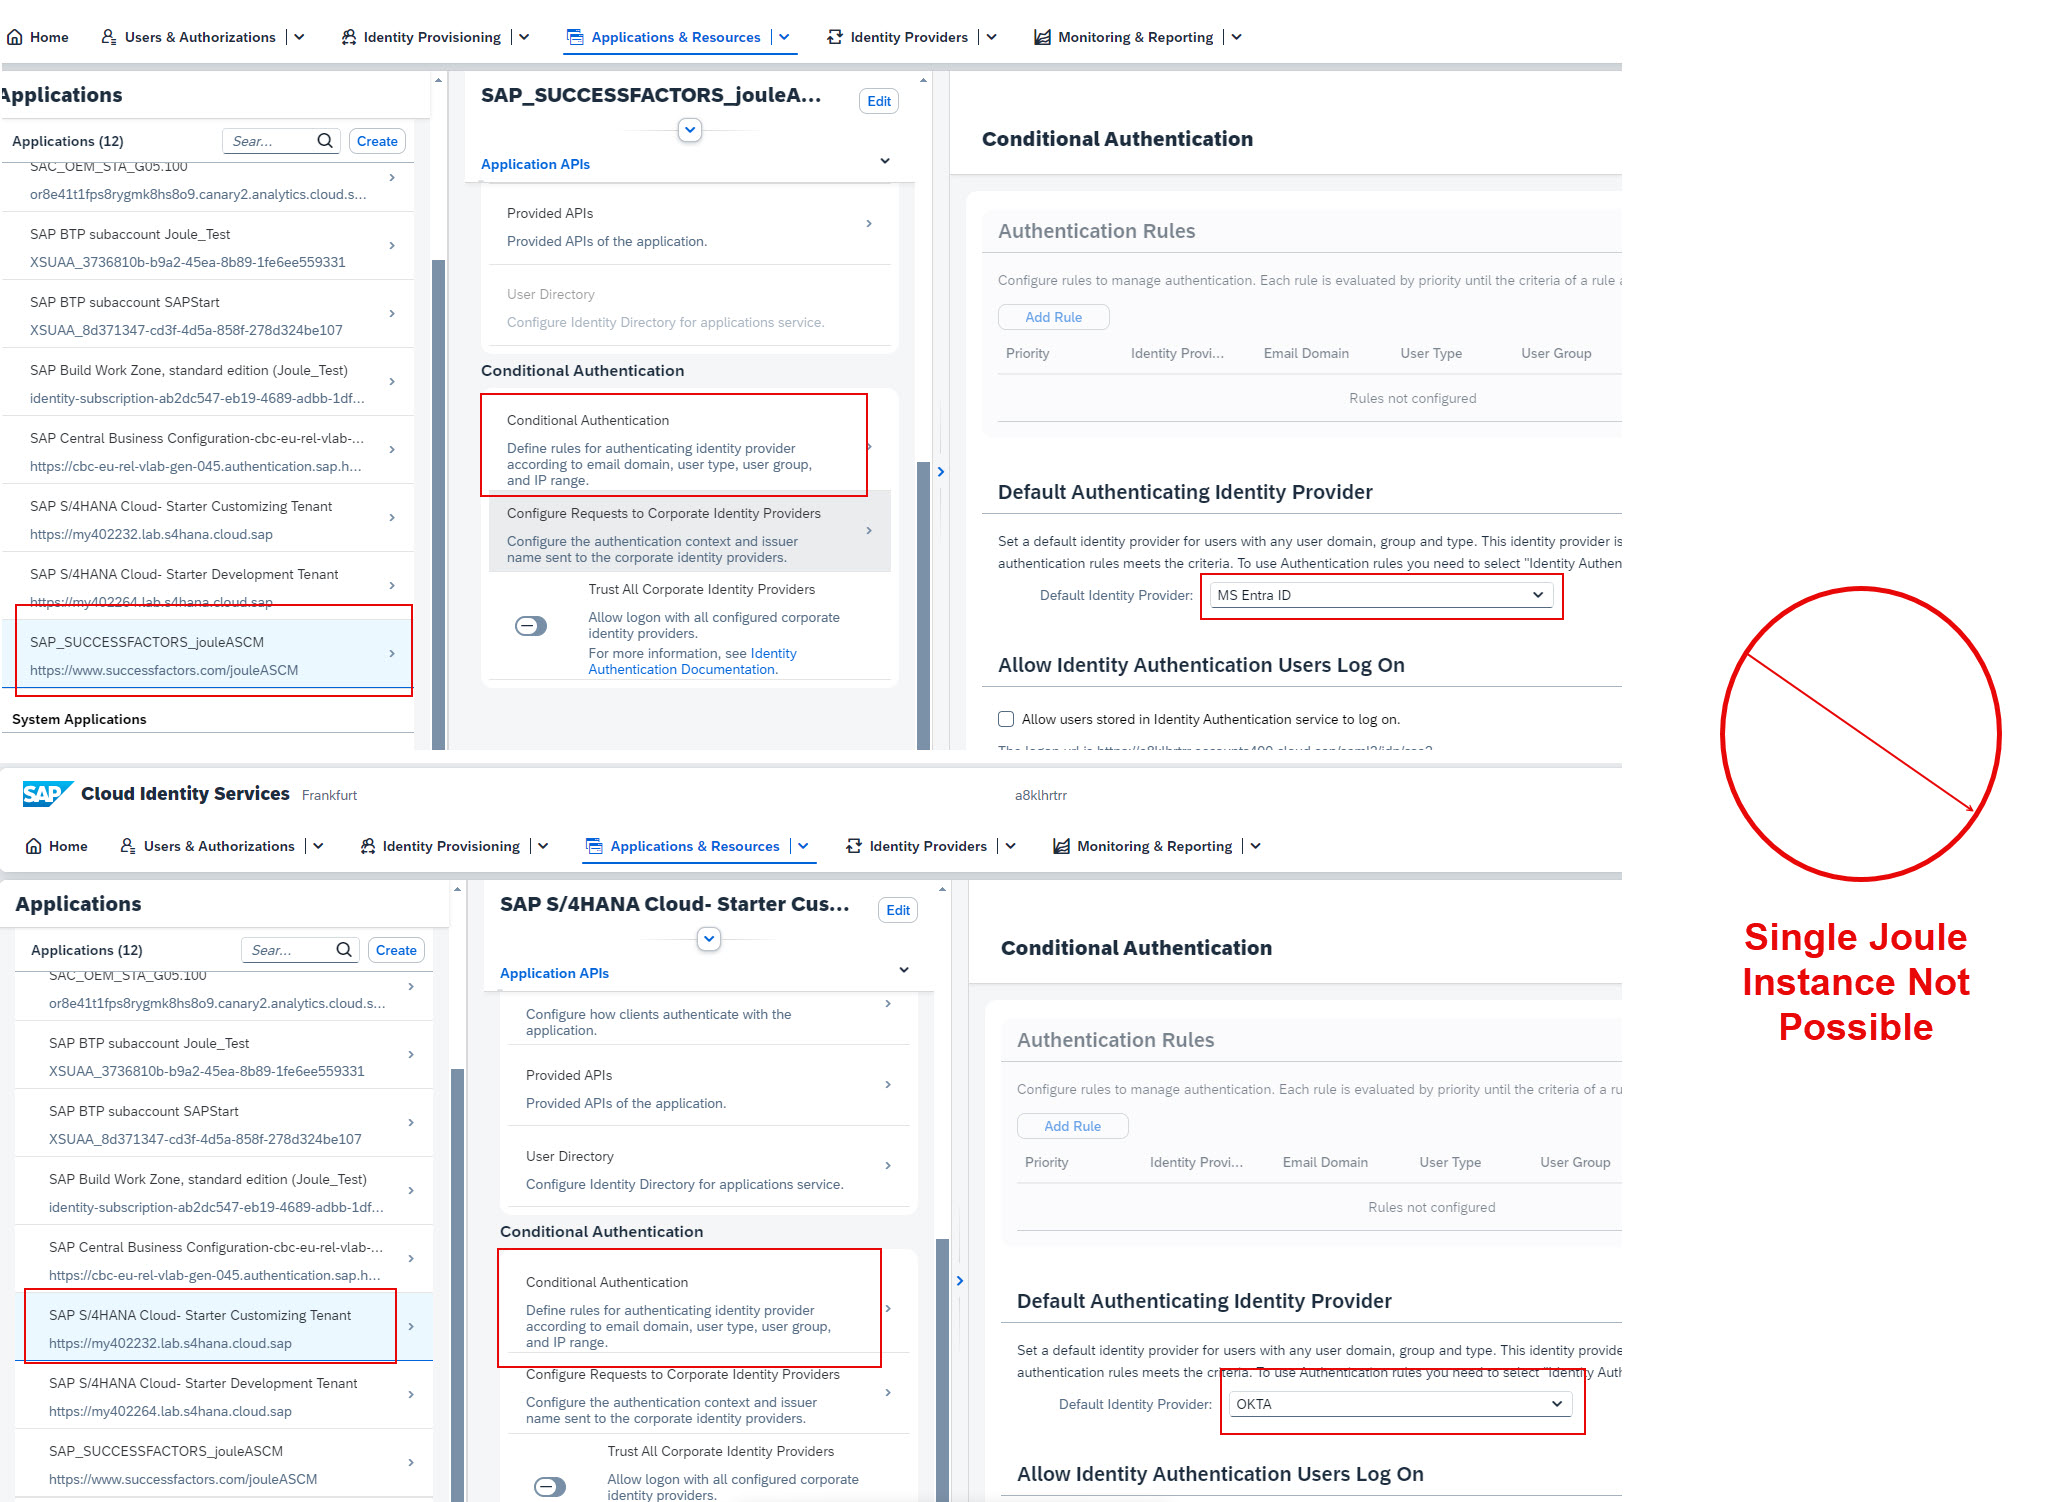 Home
Users & Authorizations
Identity Provisioning
Applications & Resources
Identity Providers
Monitoring & Reporting
Applications
Applications (12)
Sear...
Create
SAC_OEM_STA_G05.100
or8e41t1fps8rygmk8hs8o9.canary2.analytics.cloud.s...
SAP BTP subaccount Joule_Test
XSUAA_3736810b-b9a2-45ea-8b89-1fe6ee559331
SAP BTP subaccount SAPStart
XSUAA_8d371347-cd3f-4d5a-858f-278d324be107
SAP Build Work Zone, standard edition (Joule_Test)
identity-subscription-ab2dc547-eb19-4689-adbb-1df...
SAP Central Business Configuration-cbc-eu-rel-vlab-...
https://cbc-eu-rel-vlab-gen-045.authentication.sap.h...
SAP S/4HANA Cloud- Starter Customizing Tenant
https://my402232.lab.s4hana.cloud.sap
SAP S/4HANA Cloud- Starter Development Tenant
https://my402264.lab.s4hana.cloud.sap
SAP_SUCCESSFACTORS_jouleASCM
https://www.successfactors.com/jouleASCM
System Applications
SAP_SUCCESSFACTORS_jouleA...
Edit
Application APIs
Provided APIs
Provided APIs of the application.
User Directory
Configure Identity Directory for applications service.
Conditional Authentication
Conditional Authentication
Define rules for authenticating identity provider
according to email domain, user type, user group,
and IP range.
Configure Requests to Corporate Identity Providers
Configure the authentication context and issuer
name sent to the corporate identity providers.
Trust All Corporate Identity Providers
Allow logon with all configured corporate
identity providers.
For more information, see Identity
Authentication Documentation.
Conditional Authentication
Authentication Rules
Configure rules to manage authentication. Each rule is evaluated by priority until the criteria of a rule
Add Rule
Priority
Identity Provi...
Email Domain
User Type
User Group
Rules not configured
Default Authenticating Identity Provider
Set a default identity provider for users with any user domain, group and type. This identity provider is
authentication rules meets the criteria. To use Authentication rules you need to select "Identity Authen
Default Identity Provider:
MS Entra ID
Allow Identity Authentication Users Log On
Allow users stored in Identity Authentication service to log on.
SAP
Cloud Identity Services
Frankfurt
a8klhrtrr
Home
Users & Authorizations
Identity Provisioning
Applications & Resources
Identity Providers
Monitoring & Reporting
Applications
Applications (12)
Sear...
Create
SAC_OEM_STA_G05.100
or8e41t1fps8rygmk8hs8o9.canary2.analytics.cloud.s...
SAP BTP subaccount Joule_Test
XSUAA_3736810b-b9a2-45ea-8b89-1fe6ee559331
SAP BTP subaccount SAPStart
XSUAA_8d371347-cd3f-4d5a-858f-278d324be107
SAP Build Work Zone, standard edition (Joule_Test)
identity-subscription-ab2dc547-eb19-4689-adbb-1df...
SAP Central Business Configuration-cbc-eu-rel-vlab-...
https://cbc-eu-rel-vlab-gen-045.authentication.sap.h...
SAP S/4HANA Cloud- Starter Customizing Tenant
https://my402232.lab.s4hana.cloud.sap
SAP S/4HANA Cloud- Starter Development Tenant
https://my402264.lab.s4hana.cloud.sap
SAP_SUCCESSFACTORS_jouleASCM
https://www.successfactors.com/jouleASCM
SAP S/4HANA Cloud- Starter Cus...
Edit
Application APIs
Configure how clients authenticate with the
application.
Provided APIs
Provided APIs of the application.
User Directory
Configure Identity Directory for applications service.
Conditional Authentication
Conditional Authentication
Define rules for authenticating identity provider
according to email domain, user type, user group,
and IP range.
Configure Requests to Corporate Identity Providers
Configure the authentication context and issuer
name sent to the corporate identity providers.
Trust All Corporate Identity Providers
Allow logon with all configured corporate
identity providers.
Conditional Authentication
Authentication Rules
Configure rules to manage authentication. Each rule is evaluated by priority until the criteria of a ru
Add Rule
Priority
Identity Provi...
Email Domain
User Type
User Group
Rules not configured
Default Authenticating Identity Provider
Set a default identity provider for users with any user domain, group and type. This identity provide
authentication rules meets the criteria. To use Authentication rules you need to select "Identity Auth
Default Identity Provider:
OKTA
Allow Identity Authentication Users Log On
Single Joule
Instance Not
Possible